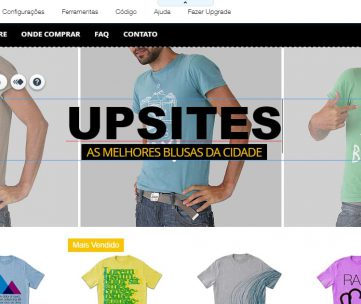 Configurações Ferramentas Código Ajuda Fazer Upgrade
RE ONDE COMPRAR FAQ CONTATO
UPSITES
AS MELHORES BLUSAS DA CIDADE
B
Mais Vendido
RA